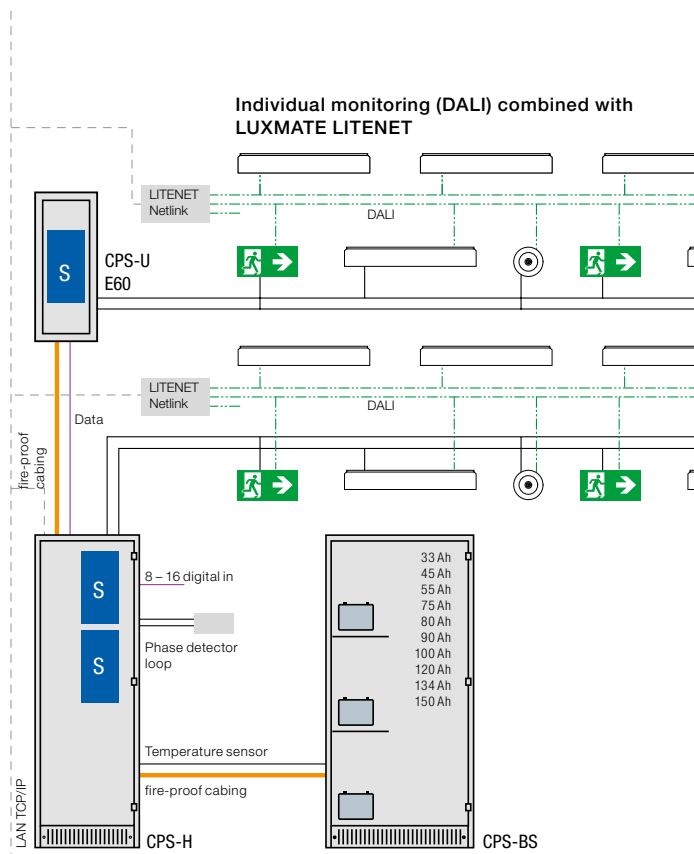 Individual monitoring (DALI) combined with
LUXMATE LITENET
LITENET
Netlink
DALI
S
CPS-U
E60
LITENET
Netlink
DALI
Data
fire-proof
cabing
S
8 – 16 digital in
Phase detector
loop
S
33 Ah
45 Ah
55 Ah
75 Ah
80 Ah
90 Ah
100 Ah
120 Ah
134 Ah
150 Ah
Temperature sensor
fire-proof cabing
LAN TCP/IP
CPS-H
CPS-BS